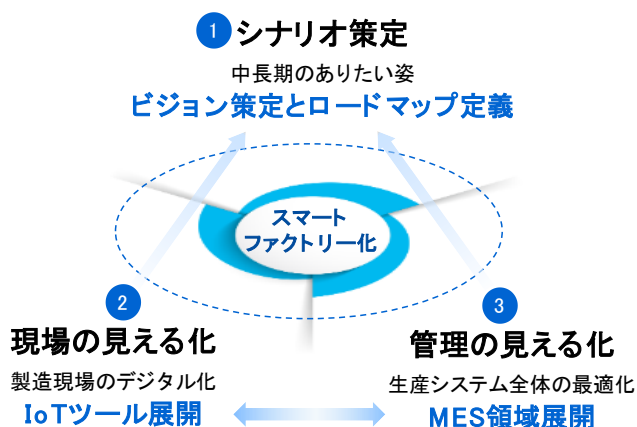 1 シナリオ策定
中長期のありたい姿
ビジョン策定とロードマップ定義
スマート
ファクトリー化
2
現場の見える化
製造現場のデジタル化
IoTツール展開
3
管理の見える化
生産システム全体の最適化
MES領域展開